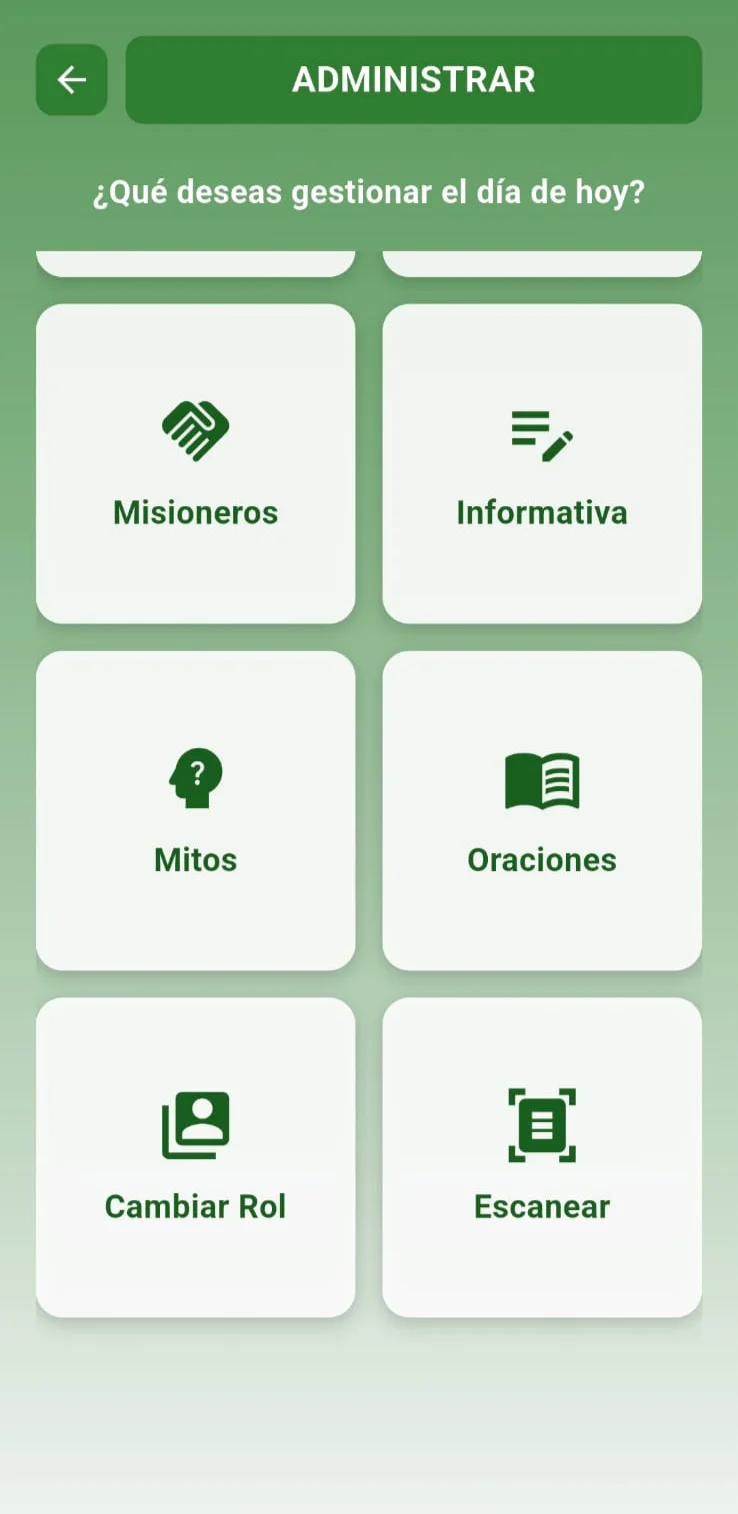 ADMINISTRAR
¿Qué deseas gestionar el día de hoy?
Misioneros
Informativa
Mitos
Oraciones
Cambiar Rol
Escanear